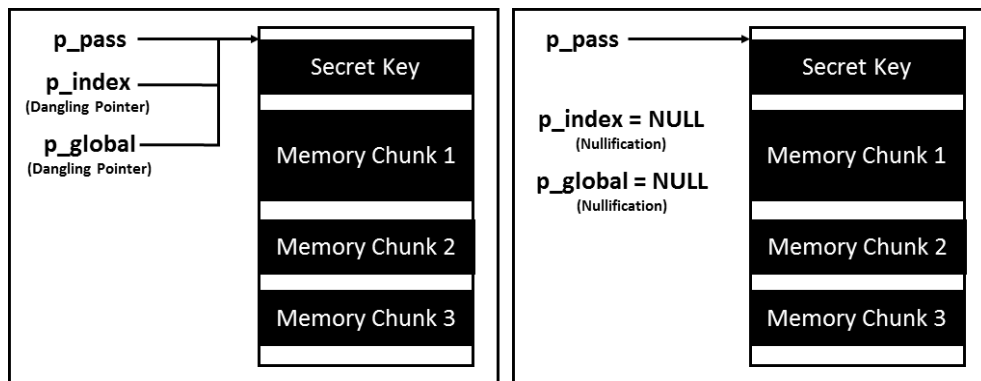 p_pass
p_index
(Dangling Pointer)
p_global
(Dangling Pointer)
Secret Key
Memory Chunk 1
Memory Chunk 2
Memory Chunk 3
p_pass
p_index = NULL
(Nullification)
p_global = NULL
(Nullification)
Secret Key
Memory Chunk 1
Memory Chunk 2
Memory Chunk 3